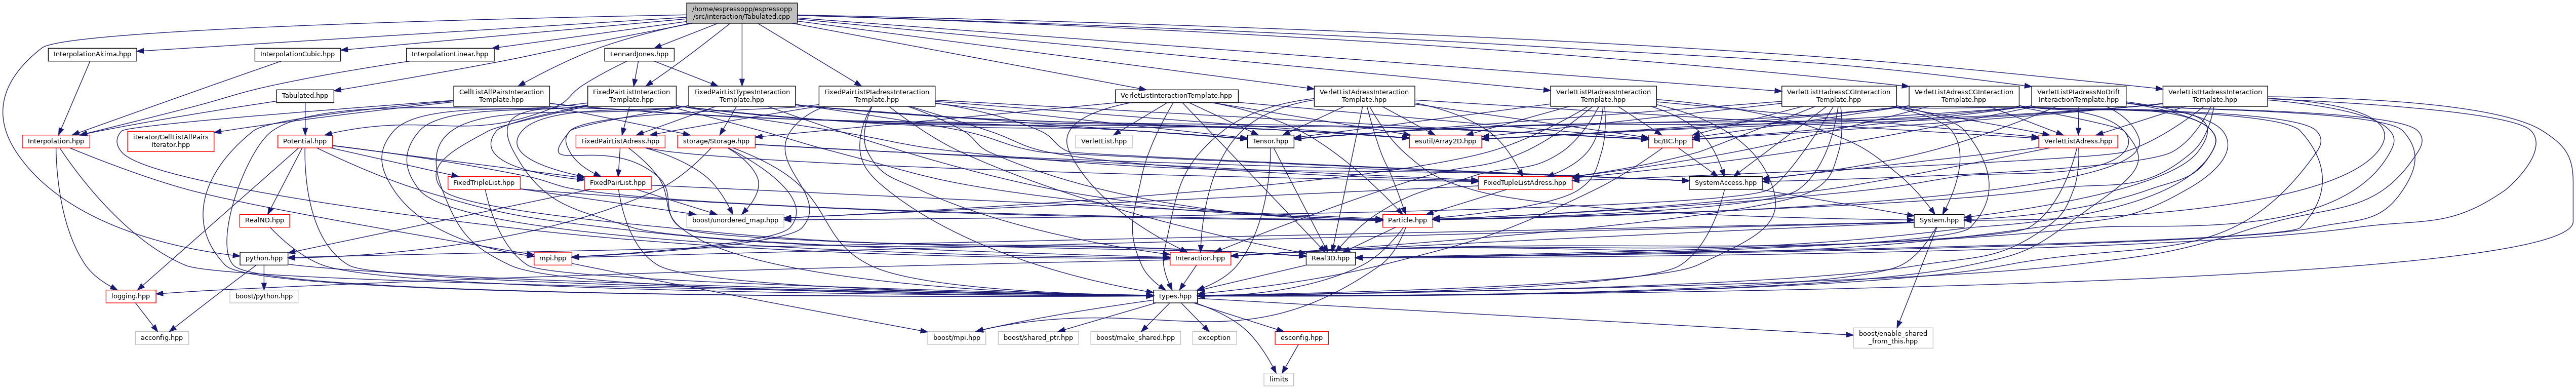 /home/espressopp/espressopp
/src/interaction/Tabulated.cpp
InterpolationAkima.hpp
InterpolationCubic.hpp
InterpolationLinear.hpp
LennardJones.hpp
Tabulated.hpp
CellListAllPairsInteraction
Template.hpp
FixedPairListInteraction
Template.hpp
FixedPairListTypesInteraction
Template.hpp
FixedPairListPIadressInteraction
Template.hpp
VerletListInteractionTemplate.hpp
VerletListAdressInteraction
Template.hpp
VerletListPIadressInteraction
Template.hpp
VerletListHadressCGInteraction
Template.hpp
VerletListAdressCGInteraction
Template.hpp
VerletListPIadressNoDrift
InteractionTemplate.hpp
VerletListHadressInteraction
Template.hpp
Interpolation.hpp
iterator/CellListAllPairs
Iterator.hpp
Potential.hpp
FixedPairListAdress.hpp
storage/Storage.hpp
VerletList.hpp
Tensor.hpp
esutil/Array2D.hpp
bc/BC.hpp
VerletListAdress.hpp
FixedTripleList.hpp
FixedPairList.hpp
FixedTupleListAdress.hpp
SystemAccess.hpp
RealND.hpp
boost/unordered_map.hpp
Particle.hpp
System.hpp
python.hpp
mpi.hpp
Interaction.hpp
Real3D.hpp
logging.hpp
boost/python.hpp
types.hpp
acconfig.hpp
boost/mpi.hpp
boost/shared_ptr.hpp
boost/make_shared.hpp
exception
esconfig.hpp
boost/enable_shared
_from_this.hpp
limits